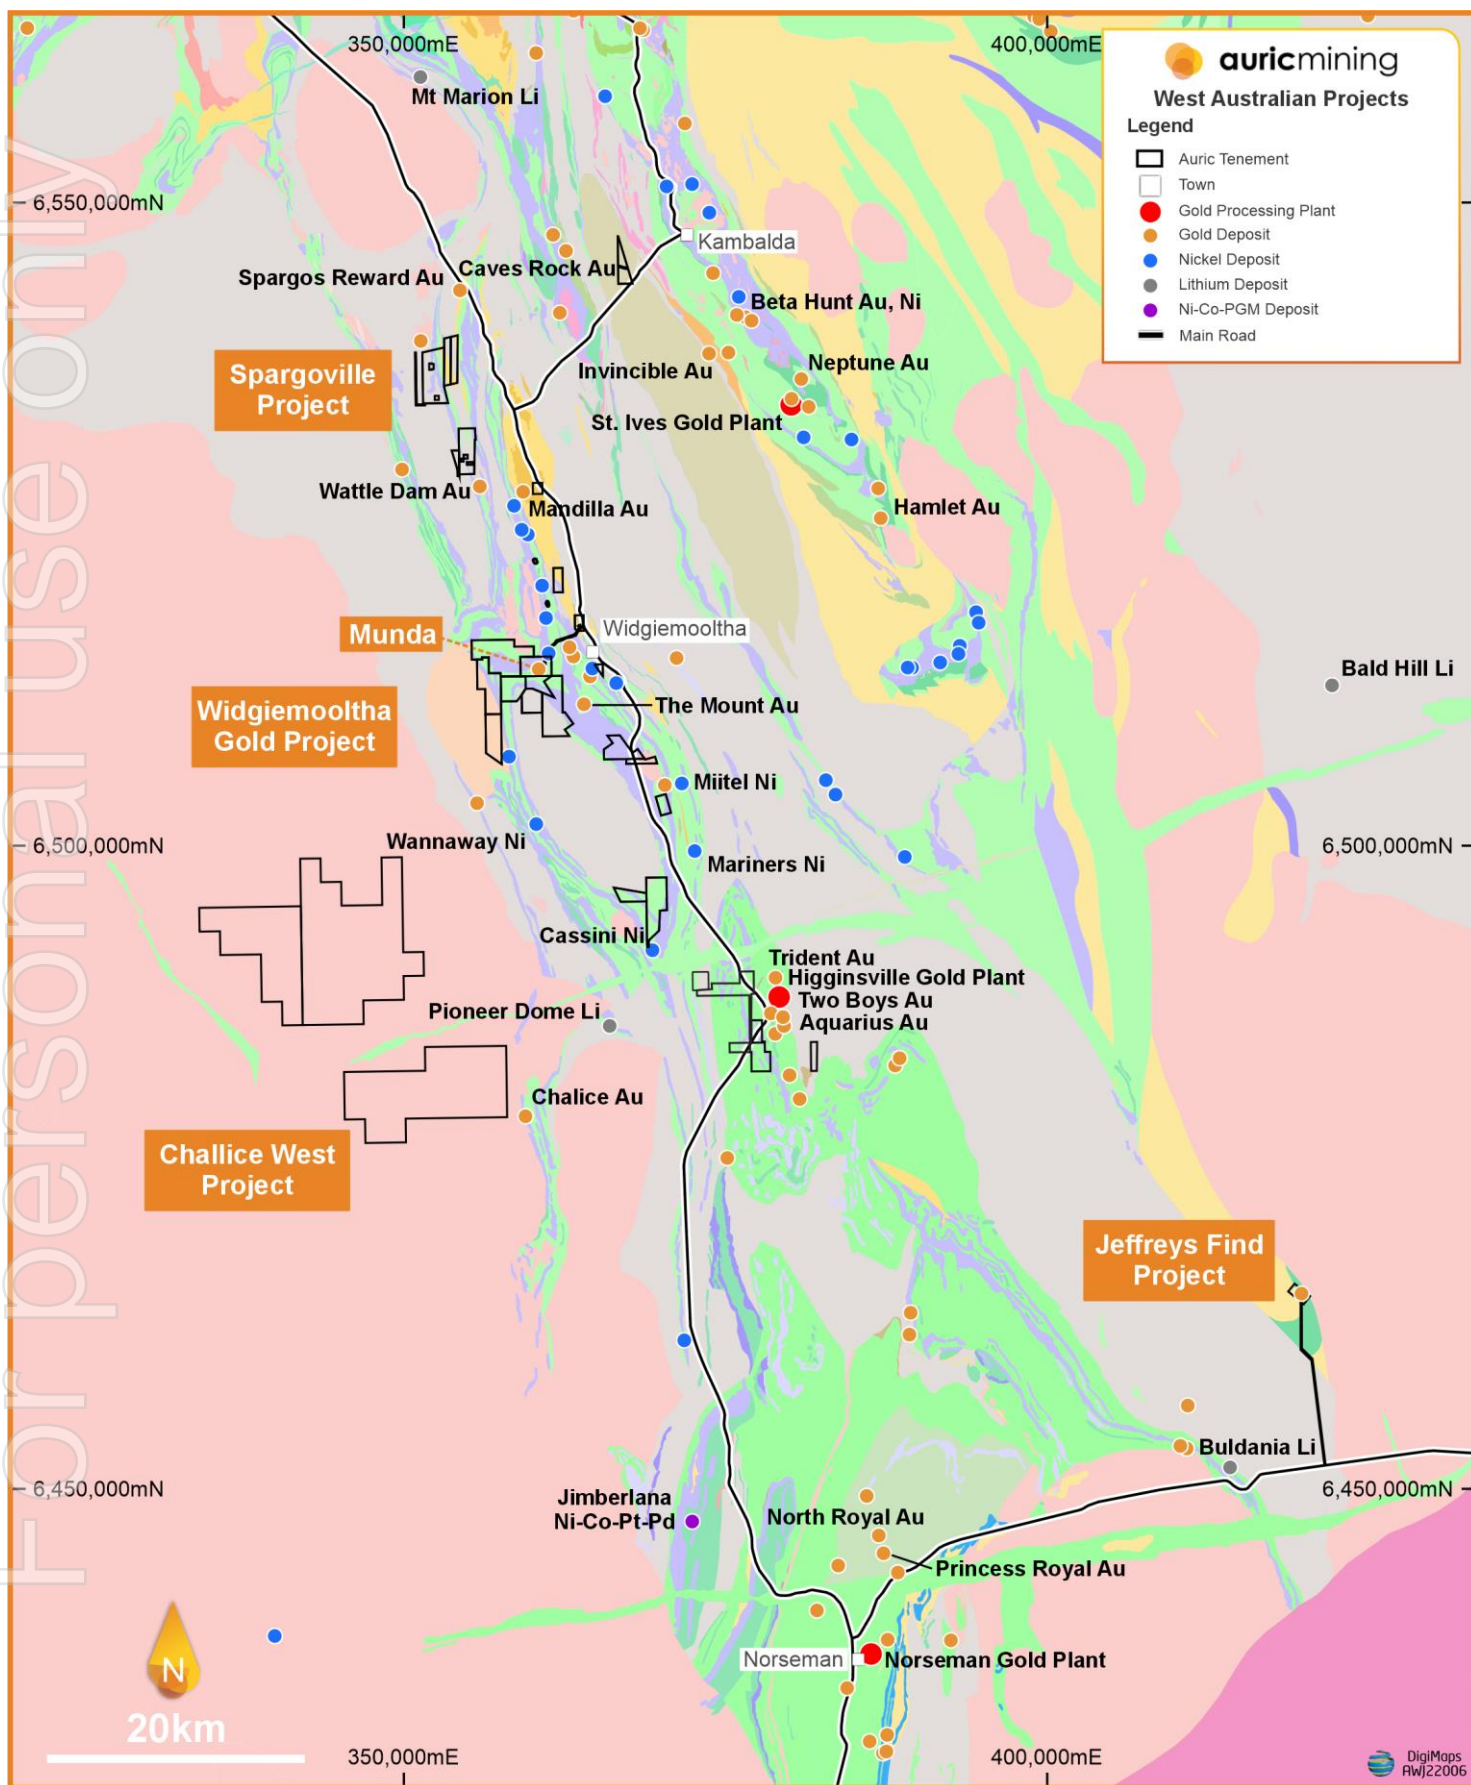 350,000mE
400,000mE
auricmining
West Australian Projects
Legend
Auric Tenement
Town
Gold Processing Plant
Gold Deposit
Nickel Deposit
Lithium Deposit
Ni-Co-PGM Deposit
Main Road
Mt Marion Li
6,550,000mN
Kambalda
Caves Rock Au
Spargos Reward Au
Beta Hunt Au, Ni
Spargoville
Project
Invincible Au
Neptune Au
St. Ives Gold Plant
Wattle Dam Au
Mandilla Au
Hamlet Au
Munda
Widgiemooltha
Bald Hill Li
Widgiemooltha
Gold Project
The Mount Au
Miitel Ni
Wannaway Ni
6,500,000mN
6,500,000mN
Mariners Ni
Cassini Ni
Trident Au
Higginsville Gold Plant
Two Boys Au
Aquarius Au
Pioneer Dome Li
Chalice Au
Challice West
Project
Jeffreys Find
Project
Buldania Li
6,450,000mN
6,450,000mN
Jimberlana
Ni-Co-Pt-Pd
North Royal Au
Princess Royal Au
Norseman
Norseman Gold Plant
N
20km
350,000mE
400,000mE
DigiMaps
AWJ22006
For personal use only